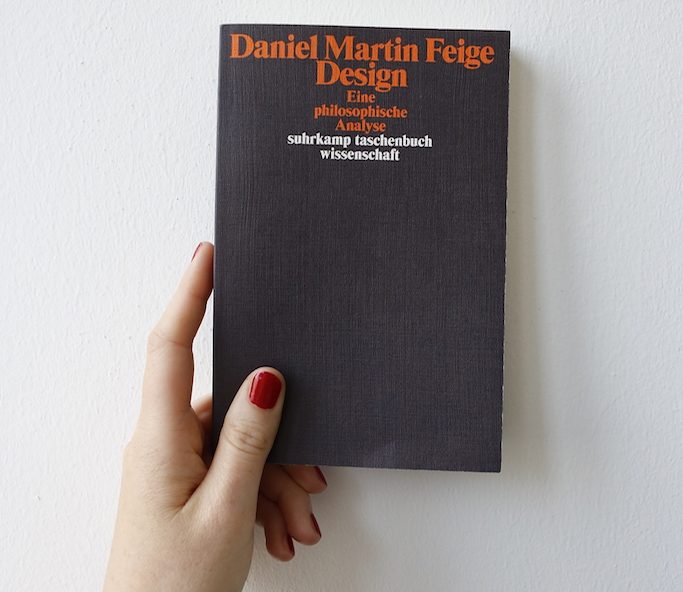 Daniel Martin Feige
Design
Eine
philosophische
Analyse
suhrkamp taschenbuch
wissenschaft